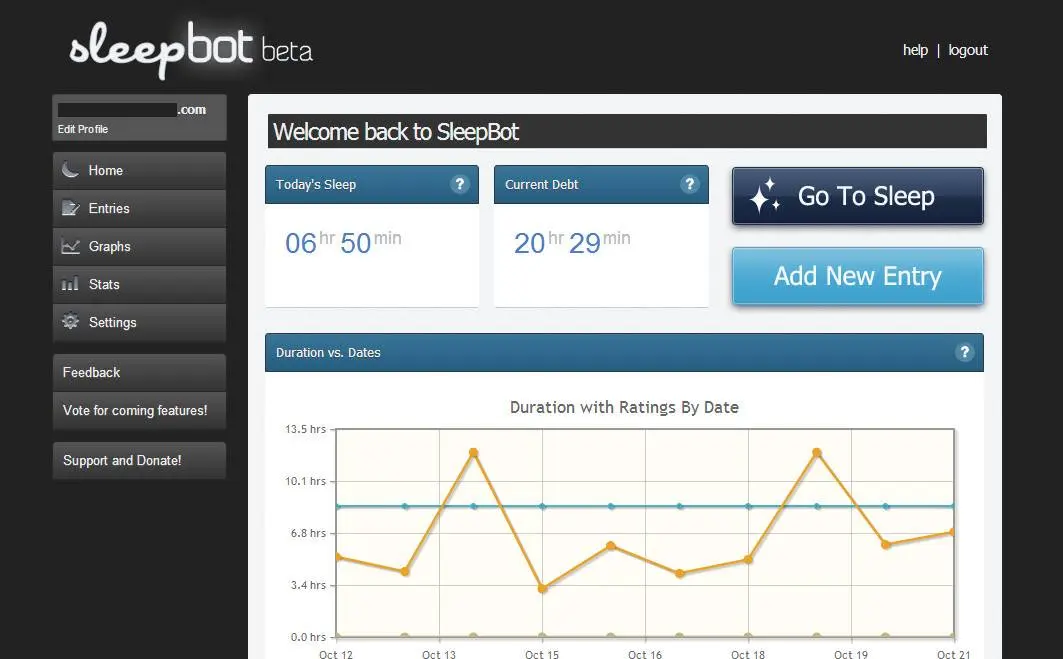 sleepbot beta
help | logout
.com
Edit Profile
Home
Entries
Graphs
Stats
Settings
Feedback
Vote for coming features!
Support and Donate!
Welcome back to SleepBot
Today's Sleep ?
06 hr 50 min
Current Debt ?
20 hr 29 min
Go To Sleep
Add New Entry
Duration vs. Dates ?
Duration with Ratings By Date
13.5 hrs
10.1 hrs
6.8 hrs
3.4 hrs
0.0 hrs
Oct 12 Oct 13 Oct 15 Oct 16 Oct 18 Oct 19 Oct 21